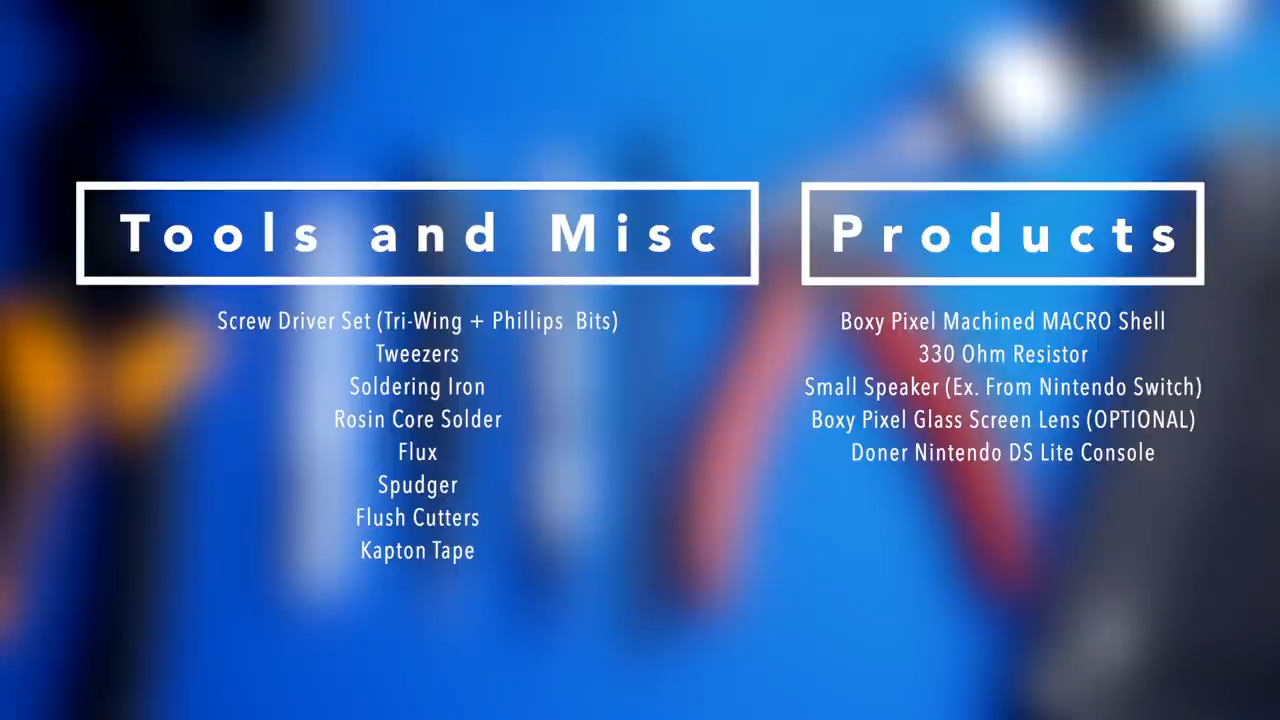 Tools and Misc
Screw Driver Set (Tri-Wing + Phillips Bits)
Tweezers
Soldering Iron
Rosin Core Solder
Flux
Spudger
Flush Cutters
Kapton Tape
Products
Boxy Pixel Machined MACRO Shell
330 Ohm Resistor
Small Speaker (Ex. From Nintendo Switch)
Boxy Pixel Glass Screen Lens (OPTIONAL)
Doner Nintendo DS Lite Console